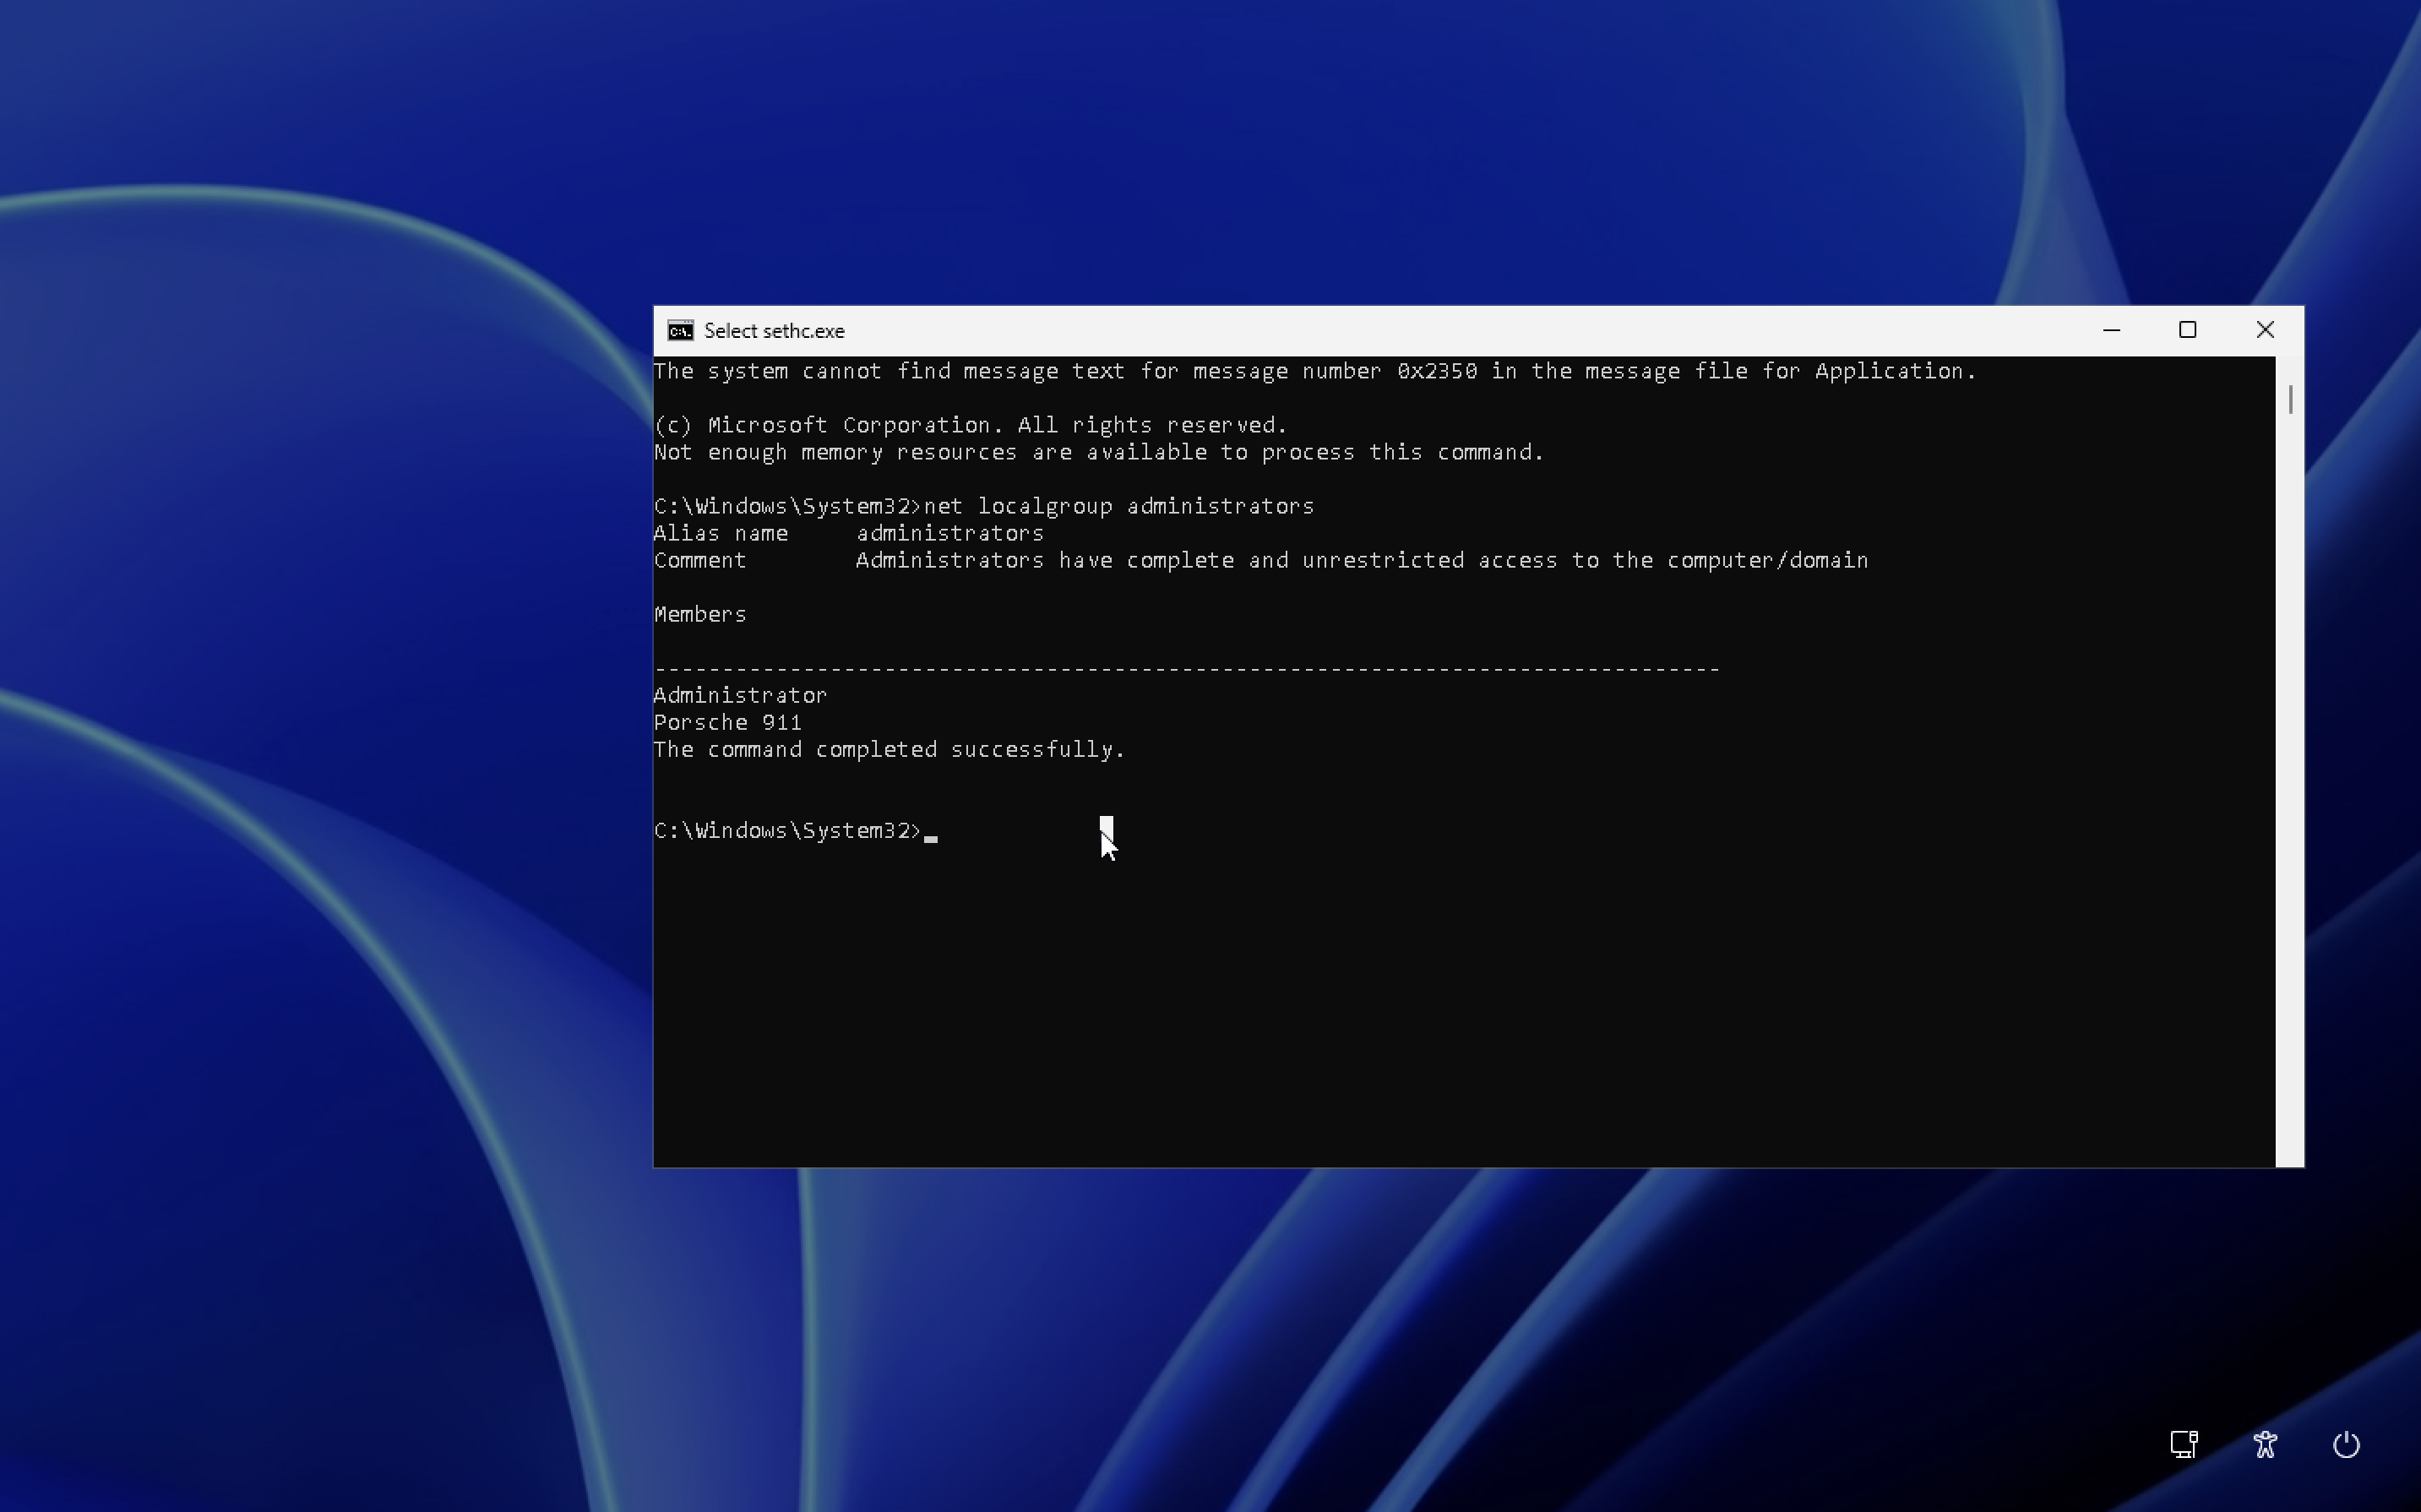 Select sethc.exe
The system cannot find message text for message number 0x2350 in the message file for Application.
(c) Microsoft Corporation. All rights reserved.
Not enough memory resources are available to process this command.
C:\Windows\System32>net localgroup administrators
Alias name     administrators
Comment        Administrators have complete and unrestricted access to the computer/domain
Members
-------------------------------------------------------------------------------
Administrator
Porsche 911
The command completed successfully.
C:\Windows\System32>